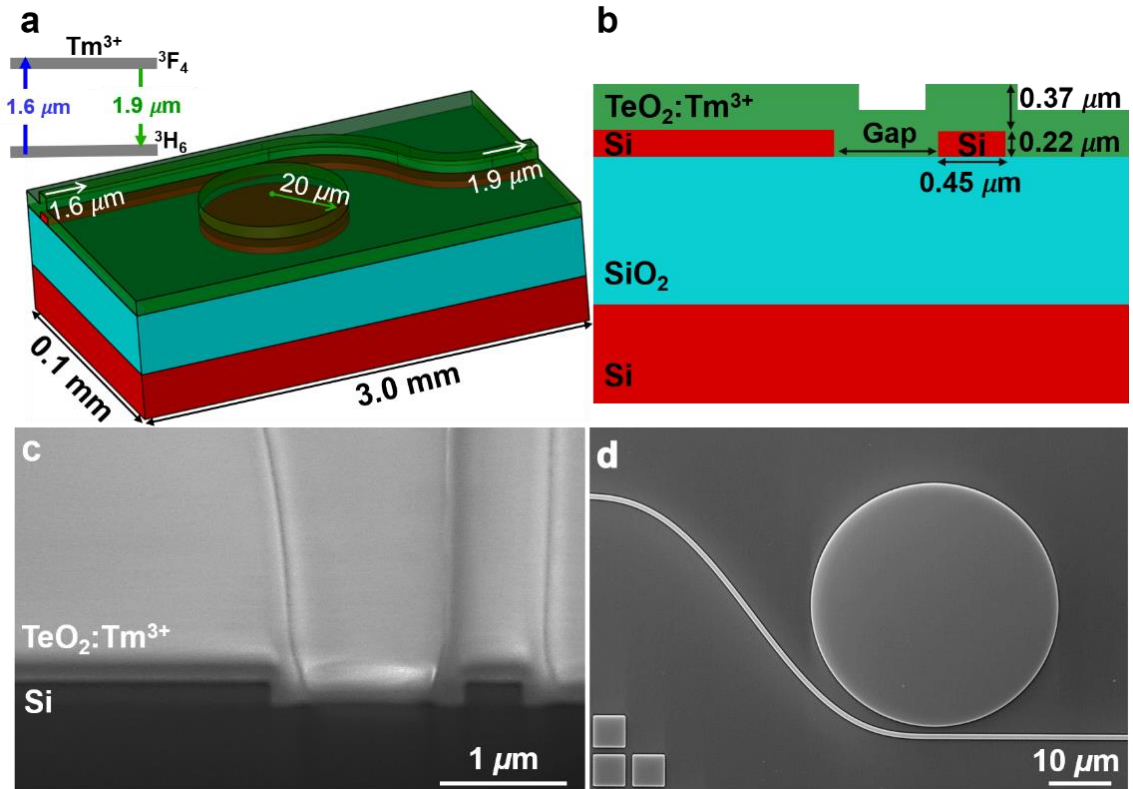 a
Tm³⁺
³F₄
1.6 μm
1.9 μm
³H₆
1.6 μm
20 μm
1.9 μm
0.1 mm
3.0 mm
b
TeO₂:Tm³⁺
0.37 μm
Si
Gap
Si
0.22 μm
0.45 μm
SiO₂
Si
c
TeO₂:Tm³⁺
Si
1 μm
d
10 μm